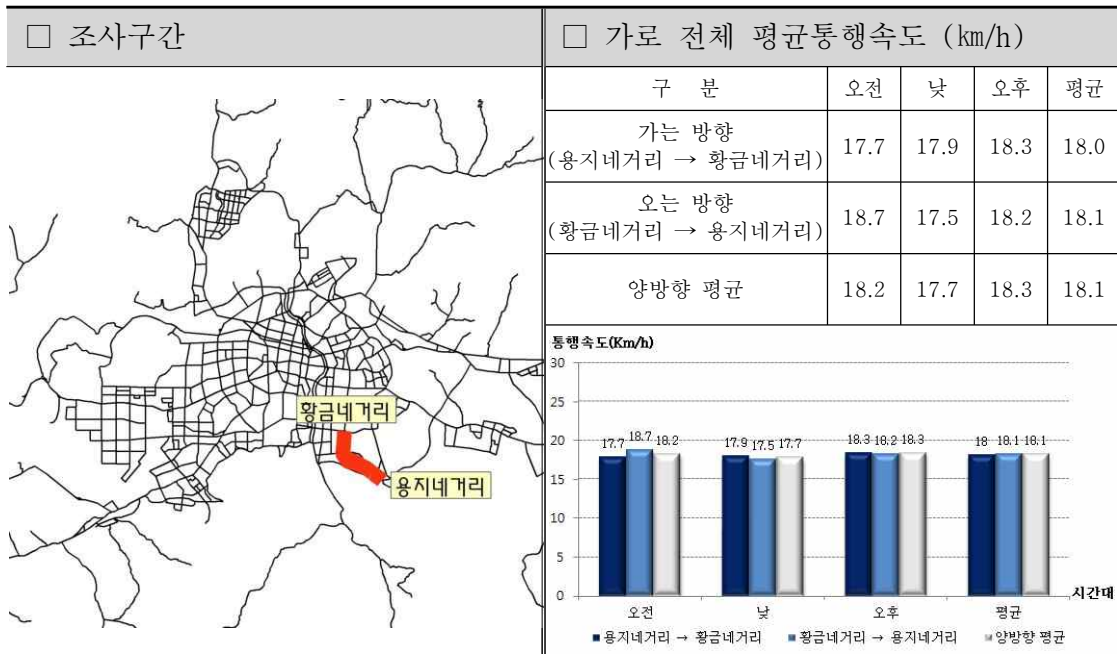 □ 조사구간
황금네거리
용지네거리
□ 가로 전체 평균통행속도 (㎞/h)
구 분 오전 낮 오후 평균
가는 방향
(용지네거리 → 황금네거리) 17.7 17.9 18.3 18.0
오는 방향
(황금네거리 → 용지네거리) 18.7 17.5 18.2 18.1
양방향 평균 18.2 17.7 18.3 18.1
통행속도(Km/h)
30
25
20
15
10
5
0
17.7 18.7 18.2 17.9 17.5 17.7 18.3 18.2 18.3 18 18.1 18.1
시간대
오전 낮 오후 평균
용지네거리 → 황금네거리 황금네거리 → 용지네거리 양방향 평균